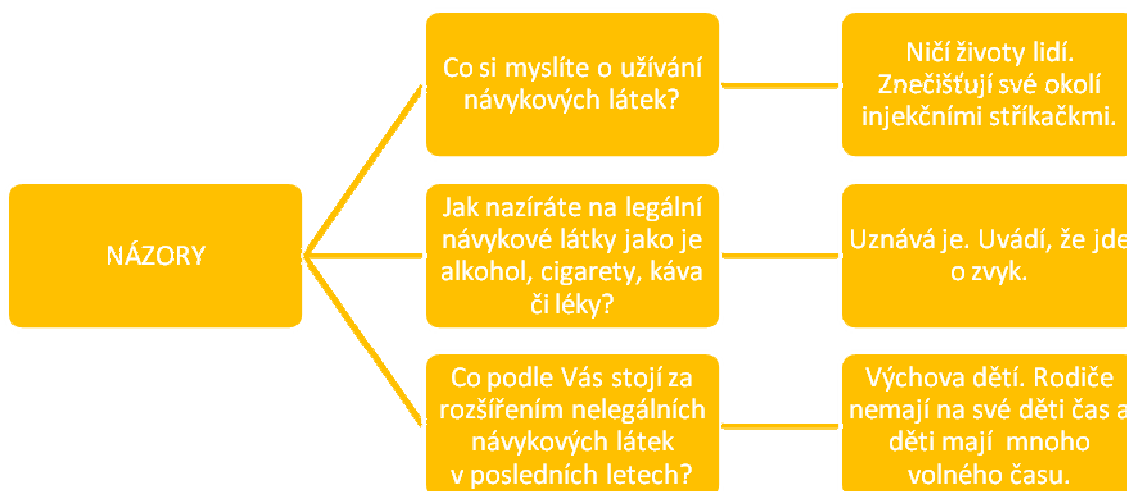 NÁZORY
Co si myslíte o užívání
návykových látek?
Ničí životy lidí.
Znečišťují své okolí
injekčními stříkačkmi.
Jak nazíráte na legální
návykové látky jako je
alkohol, cigarety, káva
či léky?
Uznává je. Uvádí, že jde
o zvyk.
Co podle Vás stojí za
rozšířením nelegálních
návykových látek
v posledních letech?
Výchova dětí. Rodiče
nemají na své děti čas a
děti mají mnoho
volného času.